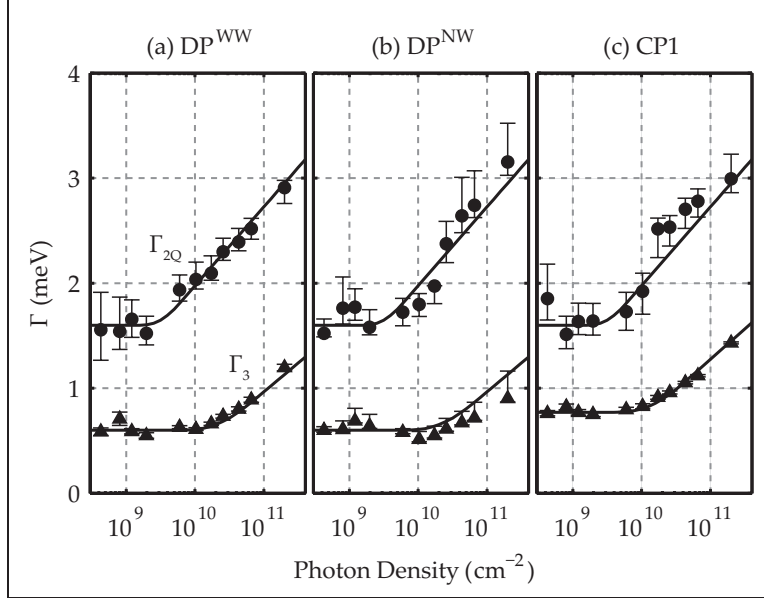 (a) DP^WW (b) DP^NW (c) CP1
4
3
2
1
0
Γ (meV)
Γ_2Q
Γ_3
10^9 10^10 10^11 10^9 10^10 10^11 10^9 10^10 10^11
Photon Density (cm^−2)